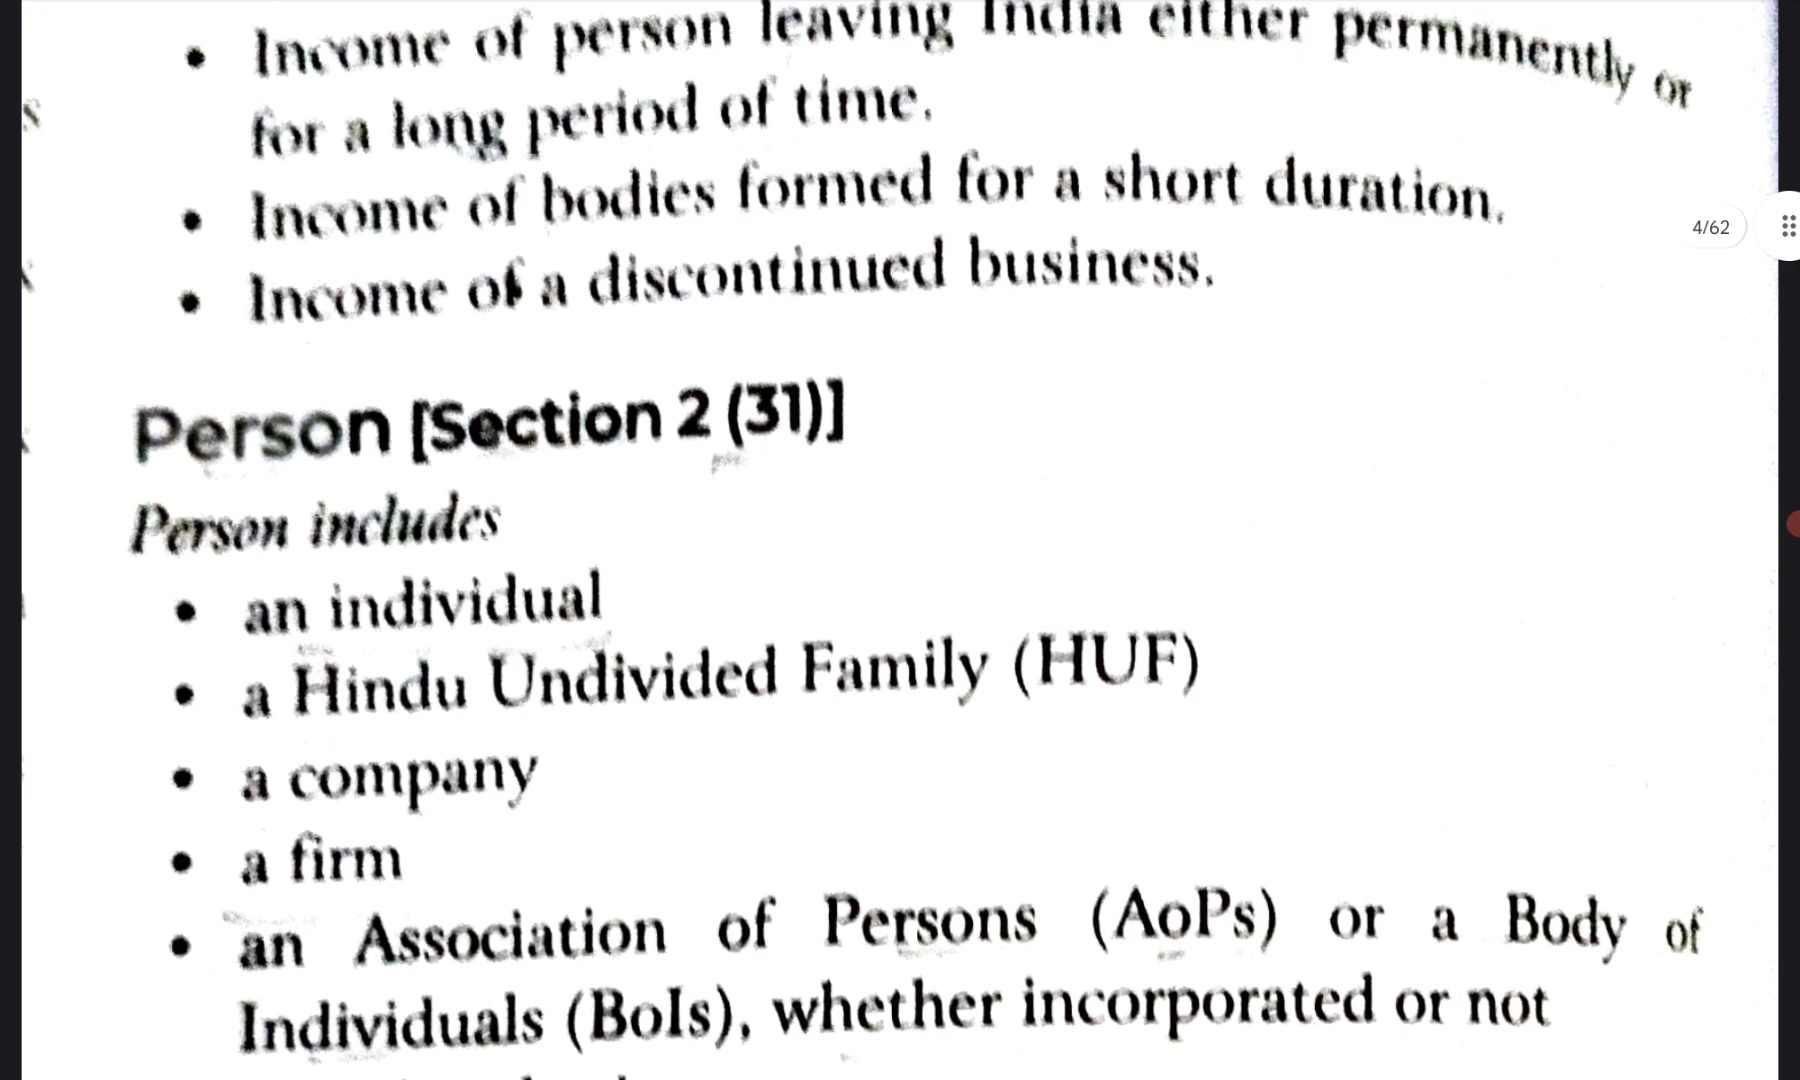 • Income of person leaving India either permanently or
for a long period of time.
• Income of bodies formed for a short duration.
• Income of a discontinued business.
4/62
Person [Section 2 (31)]
Person includes
• an individual
• a Hindu Undivided Family (HUF)
• a company
• a firm
• an Association of Persons (AoPs) or a Body of
Individuals (BoIs), whether incorporated or not